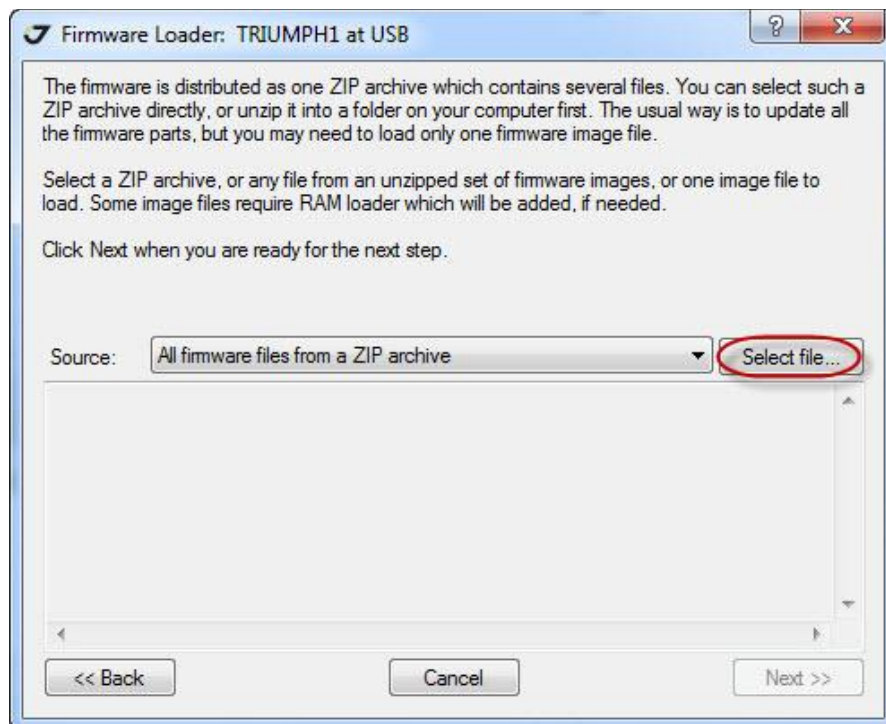 Firmware Loader: TRIUMPH1 at USB
The firmware is distributed as one ZIP archive which contains several files. You can select such a
ZIP archive directly, or unzip it into a folder on your computer first. The usual way is to update all
the firmware parts, but you may need to load only one firmware image file.
Select a ZIP archive, or any file from an unzipped set of firmware images, or one image file to
load. Some image files require RAM loader which will be added, if needed.
Click Next when you are ready for the next step.
Source: All firmware files from a ZIP archive Select file...
<< Back Cancel Next >>